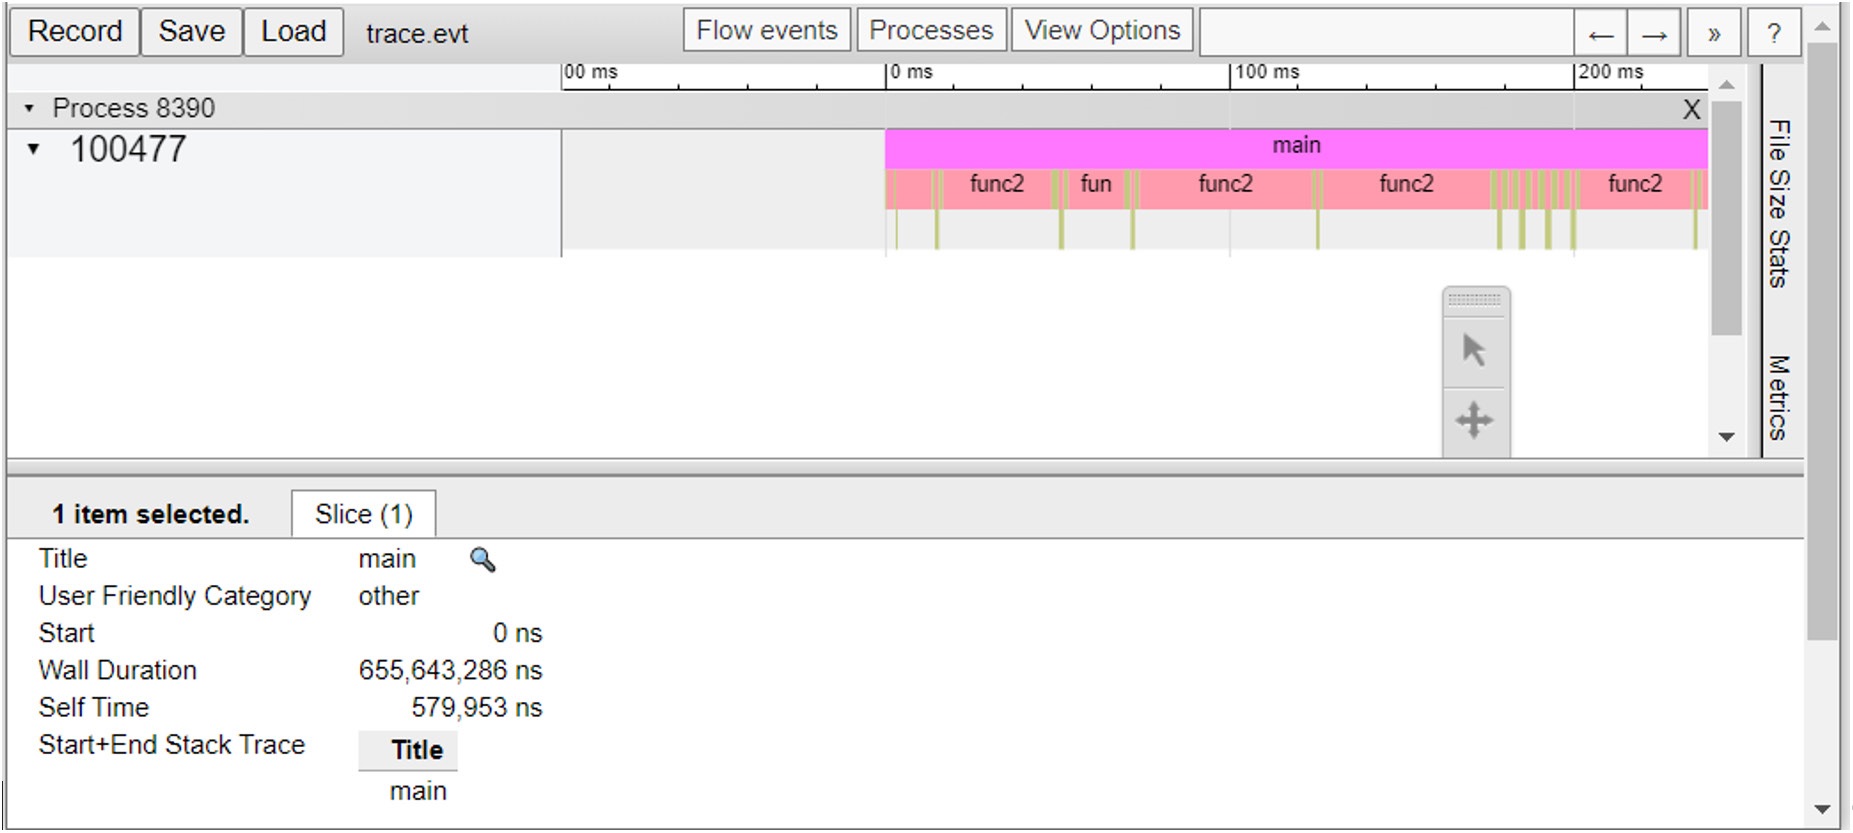 Record Save Load trace.evt Flow events Processes View Options ← → » ?
00 ms 0 ms 100 ms 200 ms
Process 8390 X
100477 main
func2 fun func2 func2 func2
File Size Stats
Metrics
1 item selected. Slice (1)
Title main
User Friendly Category other
Start 0 ns
Wall Duration 655,643,286 ns
Self Time 579,953 ns
Start+End Stack Trace Title
main